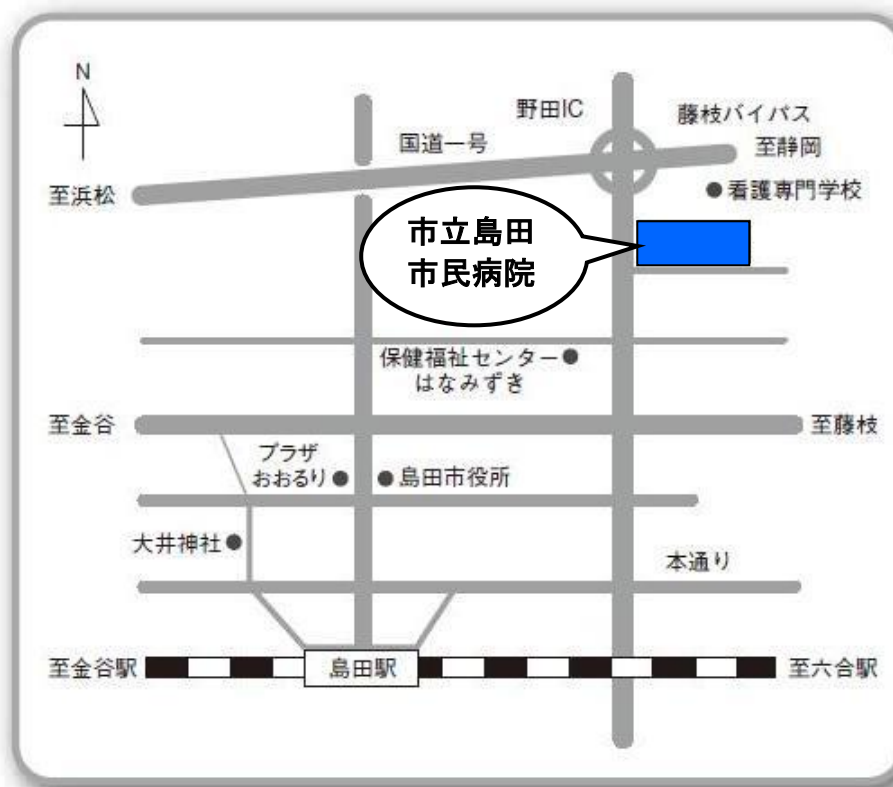 N
野田IC
藤枝バイパス
国道一号
至静岡
至浜松
看護専門学校
市立島田
市民病院
保健福祉センター
はなみずき
至金谷
至藤枝
プラザ
おおるり
島田市役所
大井神社
本通り
至金谷駅
島田駅
至六合駅